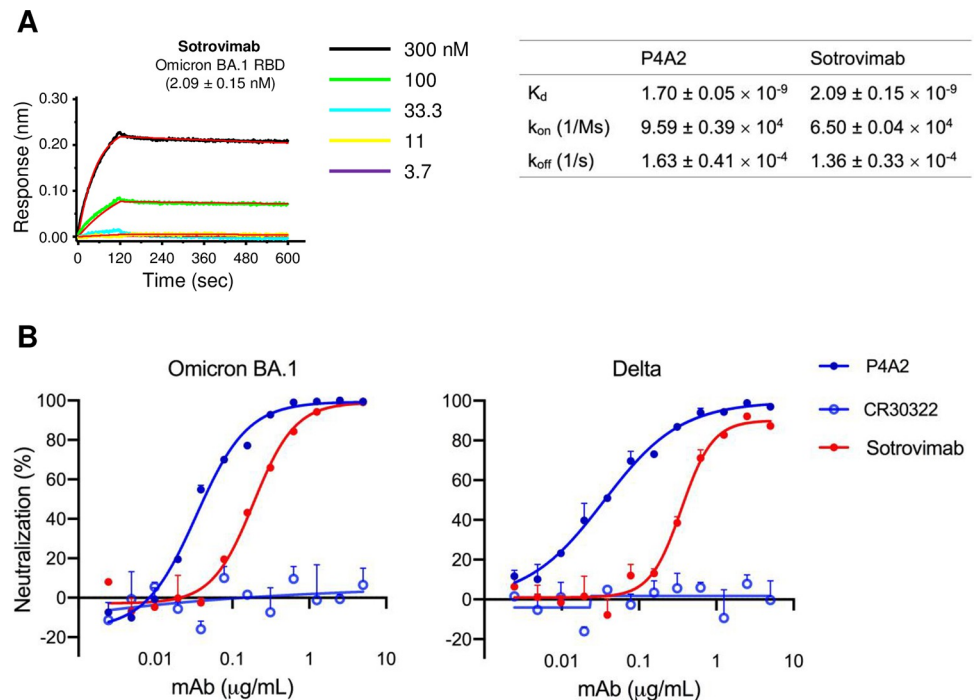 A
Sotrovimab
Omicron BA.1 RBD
(2.09 ± 0.15 nM)
300 nM
100
33.3
11
3.7
0.30
0.20
0.10
0.00
Response (nm)
0 120 240 360 480 600
Time (sec)
P4A2 Sotrovimab
Kd 1.70 ± 0.05 × 10⁻⁹ 2.09 ± 0.15 × 10⁻⁹
kon (1/Ms) 9.59 ± 0.39 × 10⁴ 6.50 ± 0.04 × 10⁴
koff (1/s) 1.63 ± 0.41 × 10⁻⁴ 1.36 ± 0.33 × 10⁻⁴
B
Omicron BA.1
100
80
60
40
20
0
-20
Neutralization (%)
0.01 0.1 1 10
mAb (μg/mL)
Delta
100
80
60
40
20
0
-20
0.01 0.1 1 10
mAb (μg/mL)
P4A2
CR30322
Sotrovimab